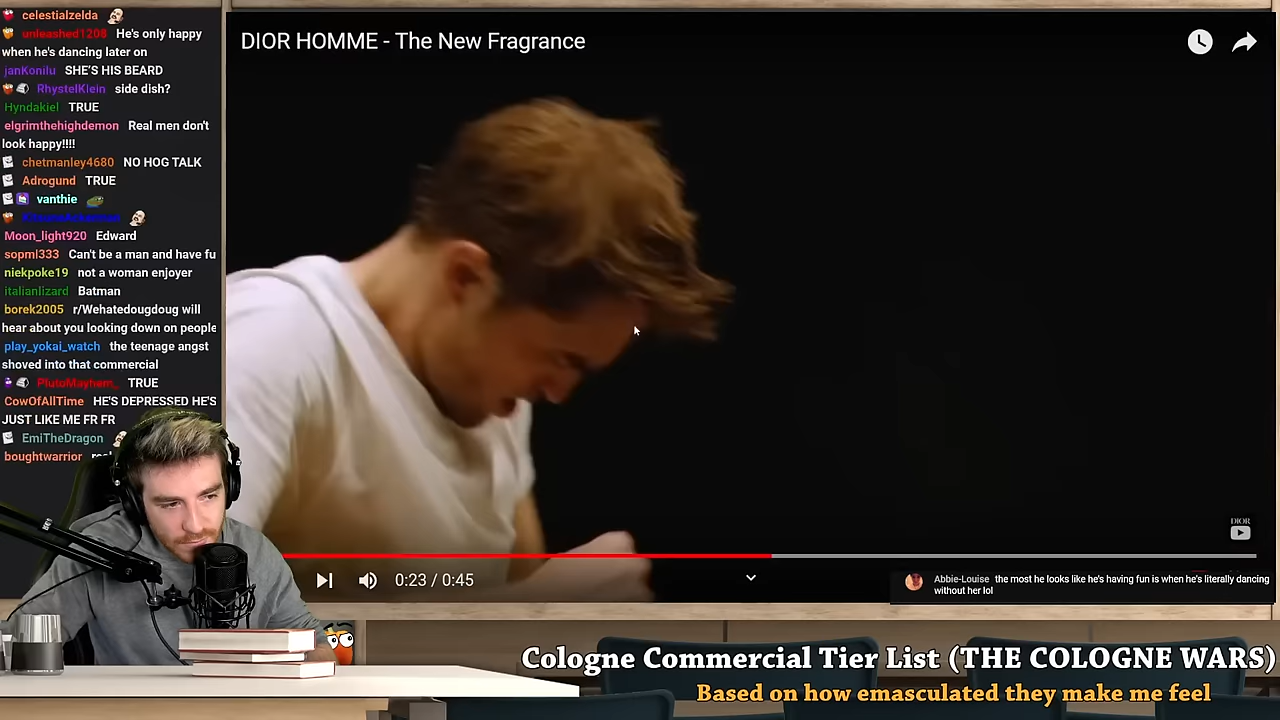 celestialzelda
unleashed1208 He's only happy
when he's dancing later on
janKonilu SHE'S HIS BEARD
RhystelKlein side dish?
Hyndakiel TRUE
elgrimthehighdemon Real men don't
look happy!!!!
chetmanley4680 NO HOG TALK
Adrogund TRUE
vanthie
Moon_light920 Edward
sopml333 Can't be a man and have fu
niekpoke19 not a woman enjoyer
italianlizard Batman
borek2005 r/Wehatedougdoug will
hear about you looking down on people
play_yokai_watch the teenage angst
shoved into that commercial
PlutoMayhem_ TRUE
CowOfAllTime HE'S DEPRESSED HE'S
JUST LIKE ME FR FR
EmiTheDragon
boughtwarrior
DIOR HOMME - The New Fragrance
DIOR
0:23 / 0:45
Abbie-Louise the most he looks like he's having fun is when he's literally dancing
without her lol
Cologne Commercial Tier List (THE COLOGNE WARS)
Based on how emasculated they make me feel